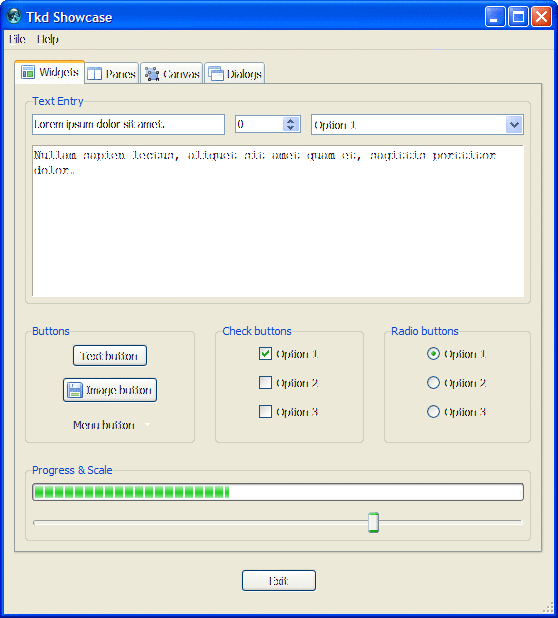 Tkd Showcase
File Help
Widgets Panes Canvas Dialogs
Text Entry
Lorem ipsum dolor sit amet. 0 Option 1
Nullam sapien lectus, aliquet sit amet quam et, sagittis porttitor
dolor.
Buttons Check buttons Radio buttons
Text button Option 1 Option 1
Image button Option 2 Option 2
Menu button Option 3 Option 3
Progress & Scale
Exit